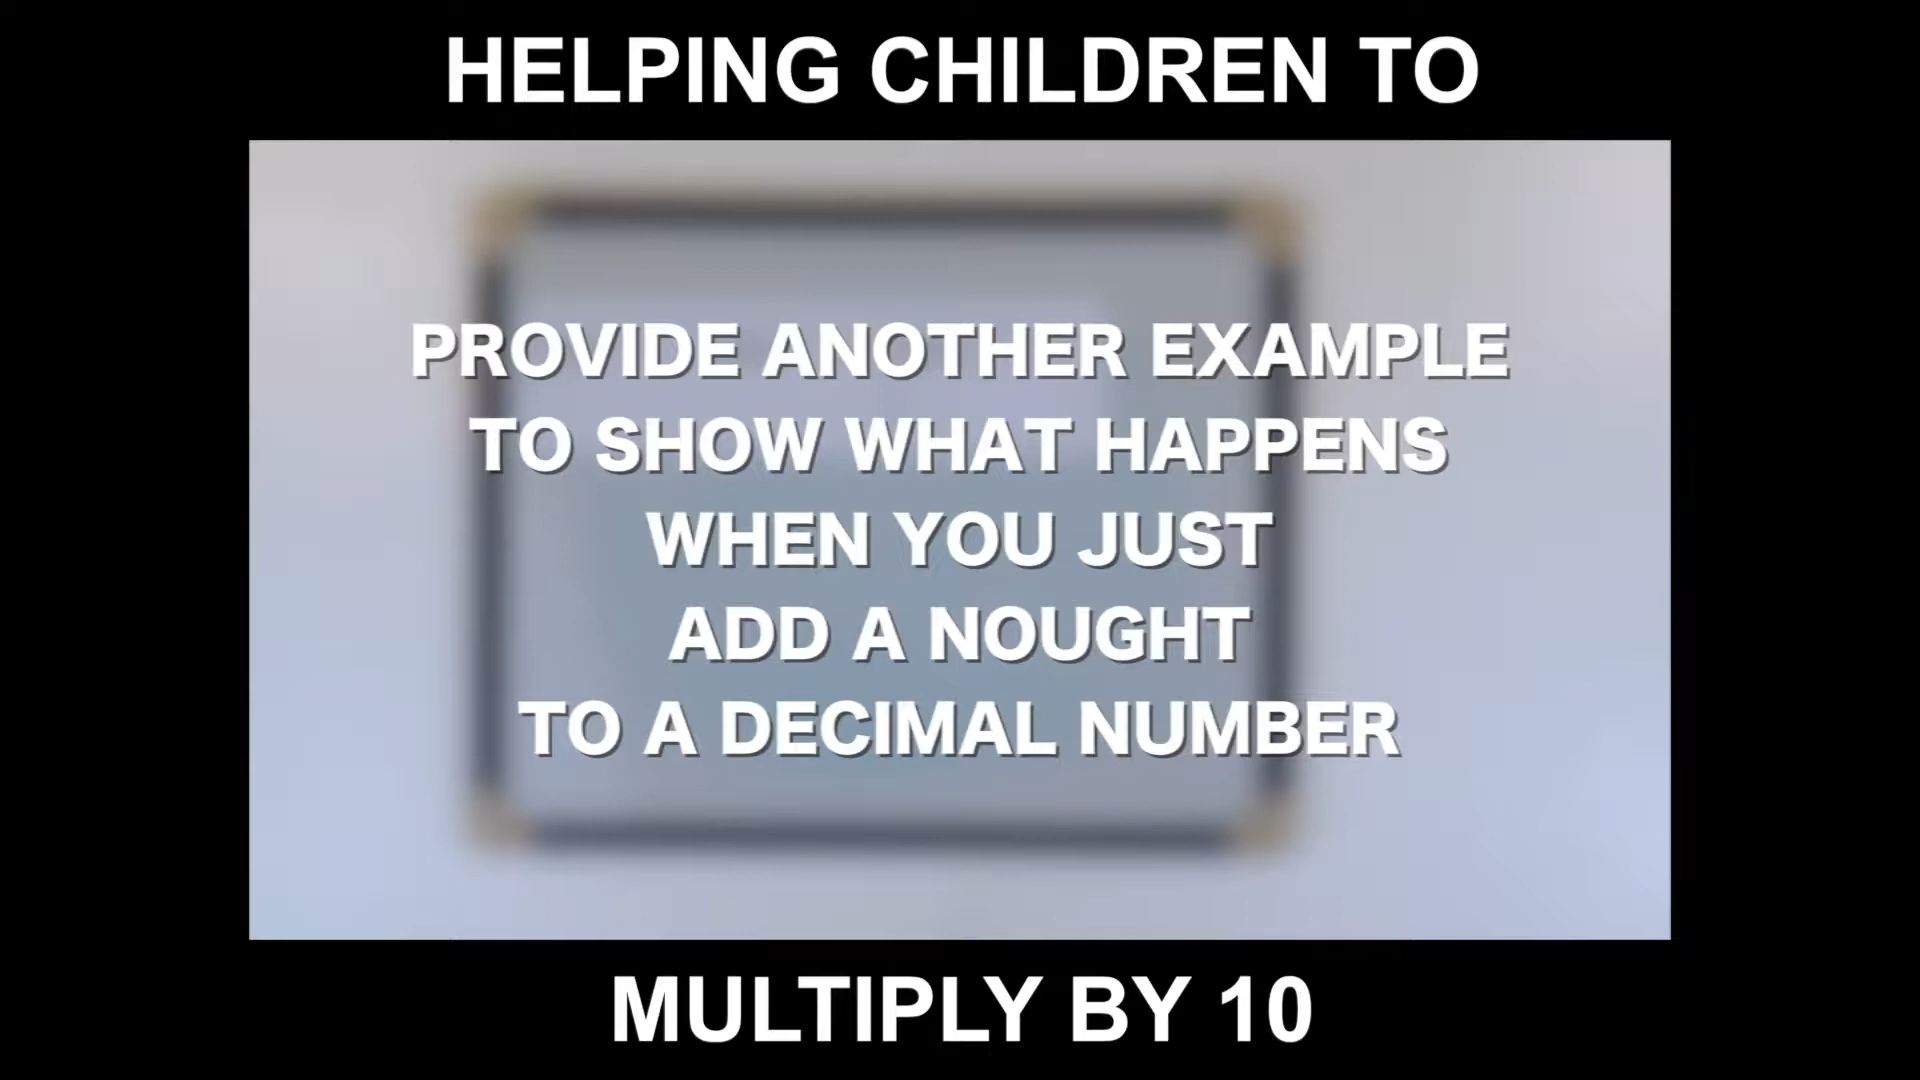 HELPING CHILDREN TO
PROVIDE ANOTHER EXAMPLE
TO SHOW WHAT HAPPENS
WHEN YOU JUST
ADD A NOUGHT
TO A DECIMAL NUMBER
MULTIPLY BY 10